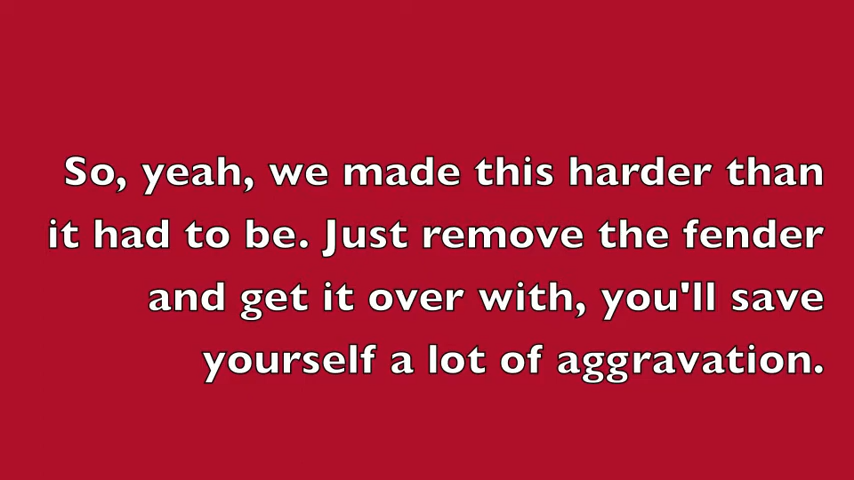 So, yeah, we made this harder than
it had to be. Just remove the fender
and get it over with, you'll save
yourself a lot of aggravation.